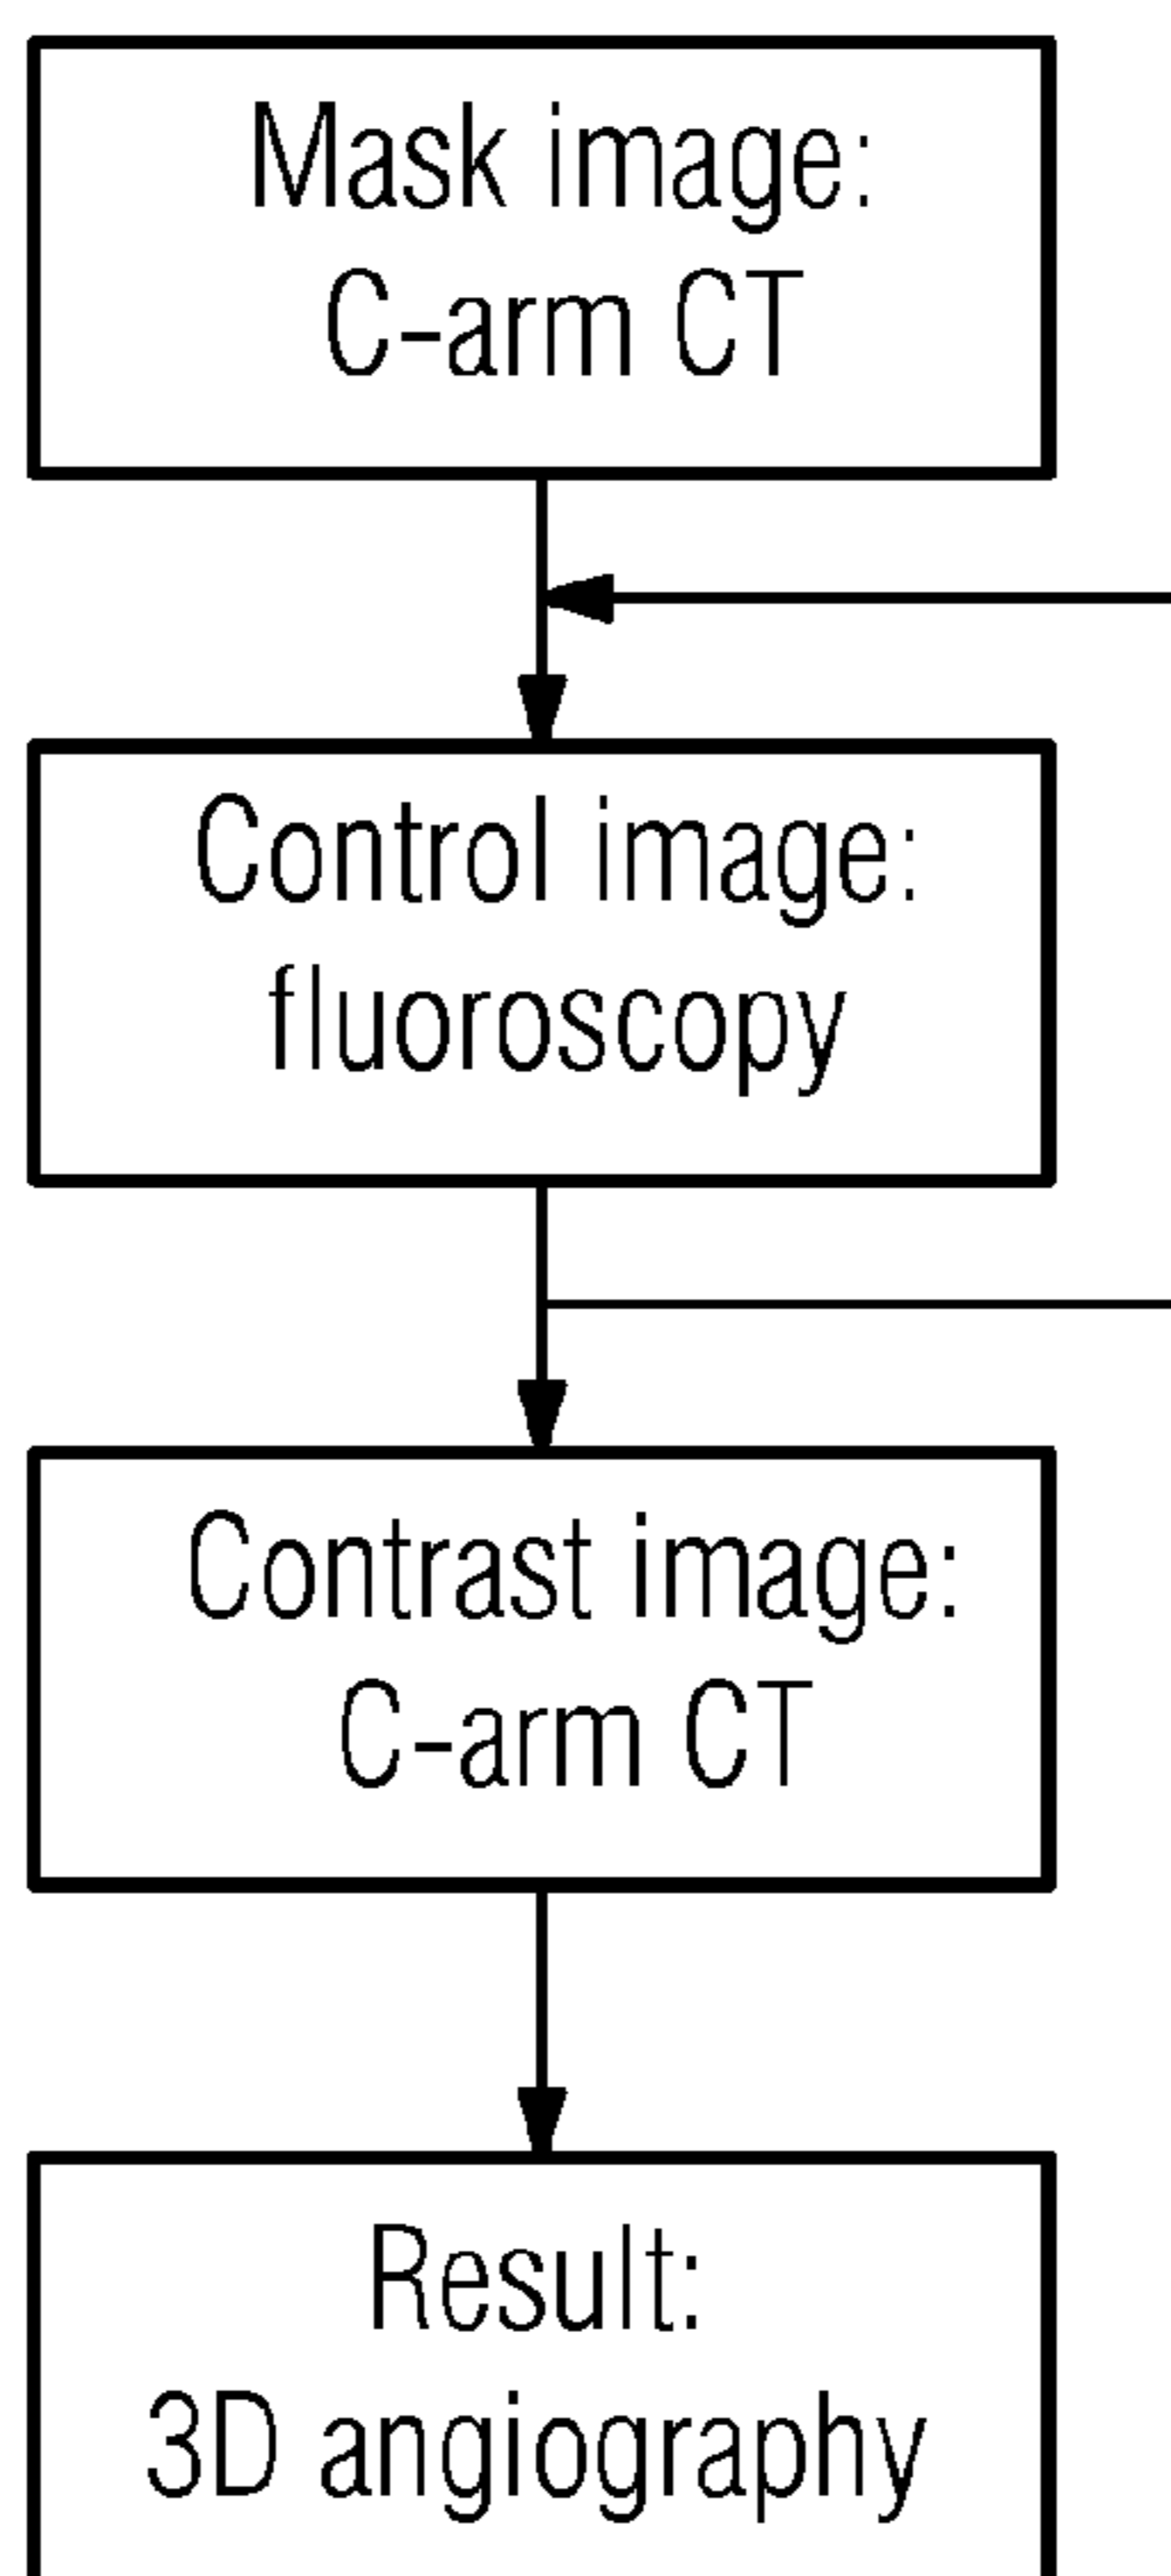 Mask image:
C-arm CT
Control image:
fluoroscopy
Contrast image:
C-arm CT
Result:
3D angiography